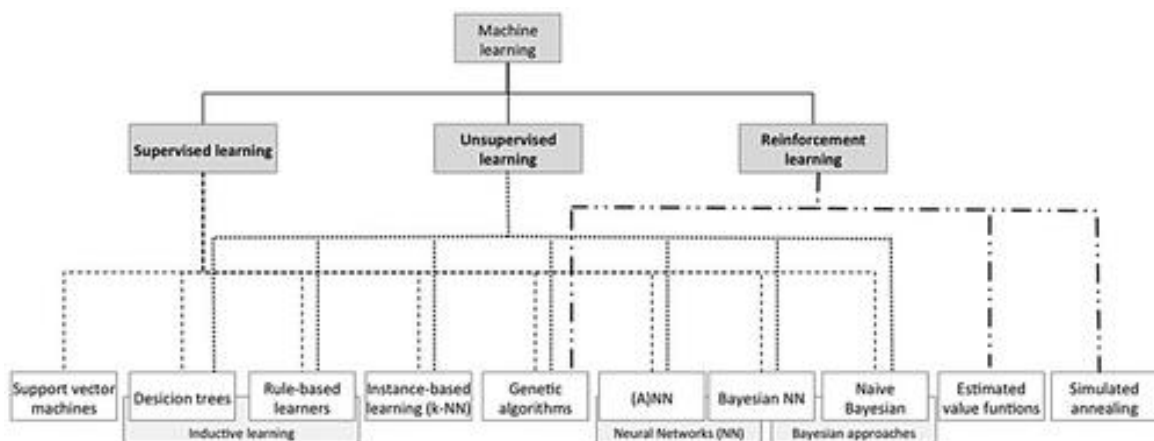 Machine
learning
Supervised learning
Unsupervised
learning
Reinforcement
learning
Support vector
machines
Desicion trees
Rule-based
learners
Instance-based
learning (k-NN)
Genetic
algorithms
(A)NN
Bayesian NN
Naive
Bayesian
Estimated
value funtions
Simulated
annealing
Inductive learning
Neural Networks (NN)
Bayesian approaches